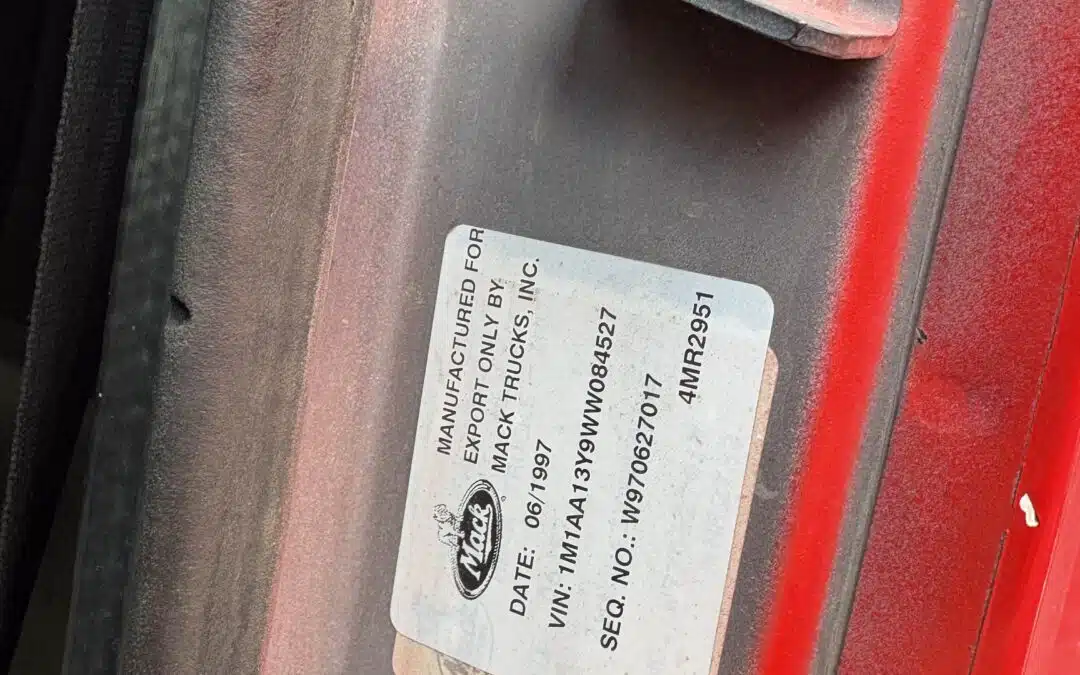 MANUFACTURED FOR
EXPORT ONLY BY
MACK TRUCKS, INC.
Mack
DATE: 06/1997
VIN: 1M1AA13Y9WW084527
SEQ. NO.: W970627017
4MR2951